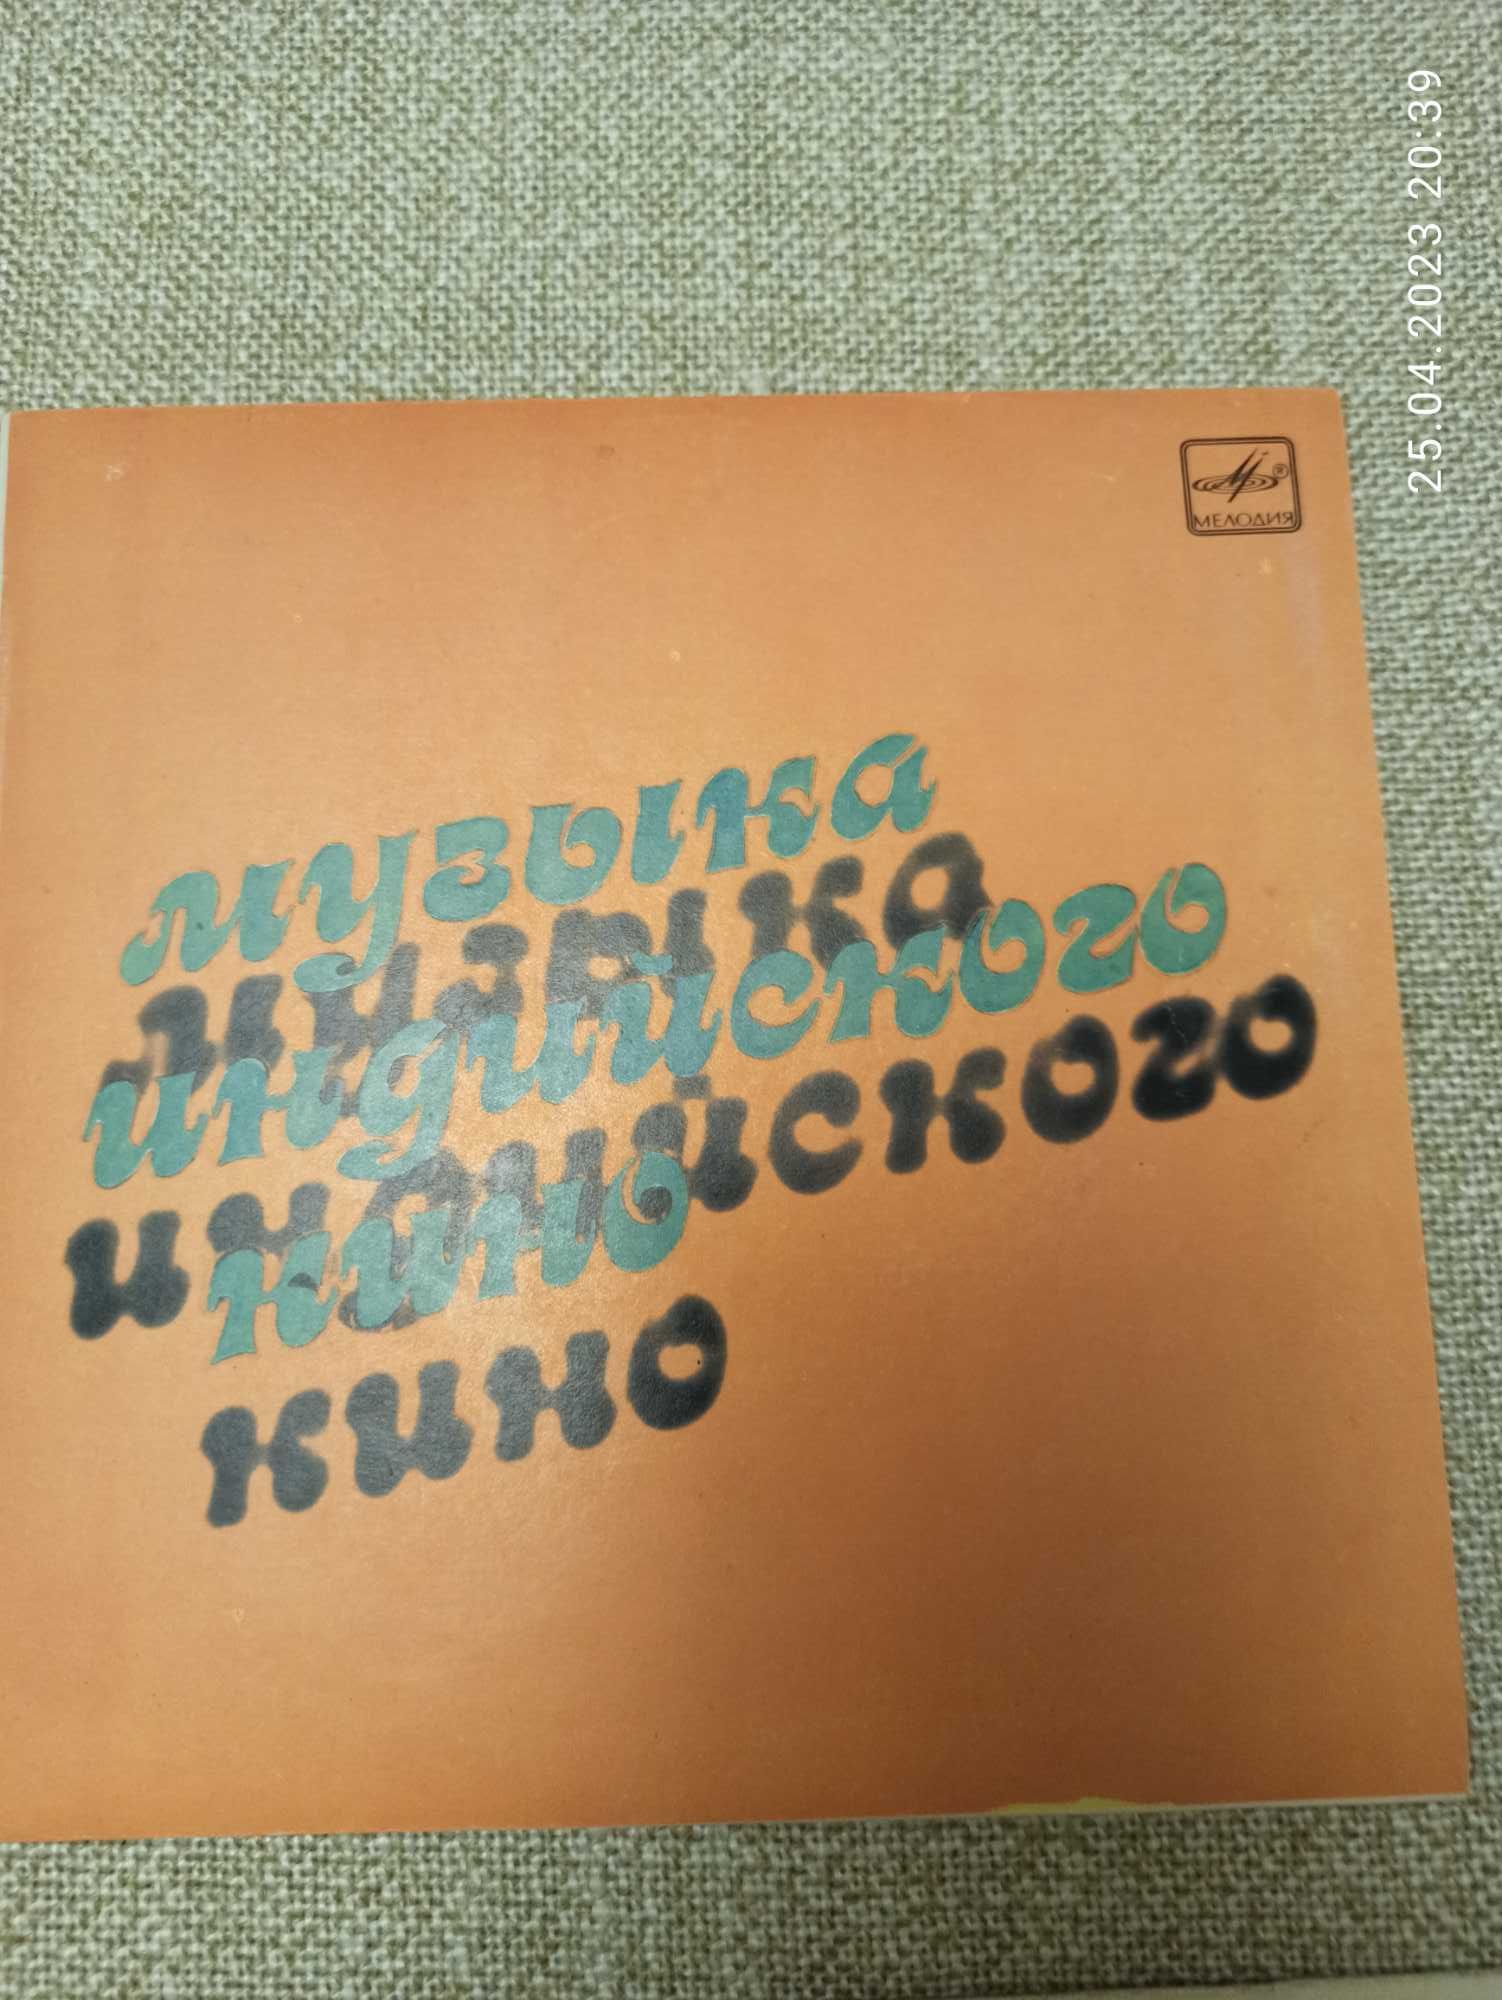 25.04.2023 20:39
МЕЛОДИЯ
музыка
индийского
кино
музыка
индийского
кино